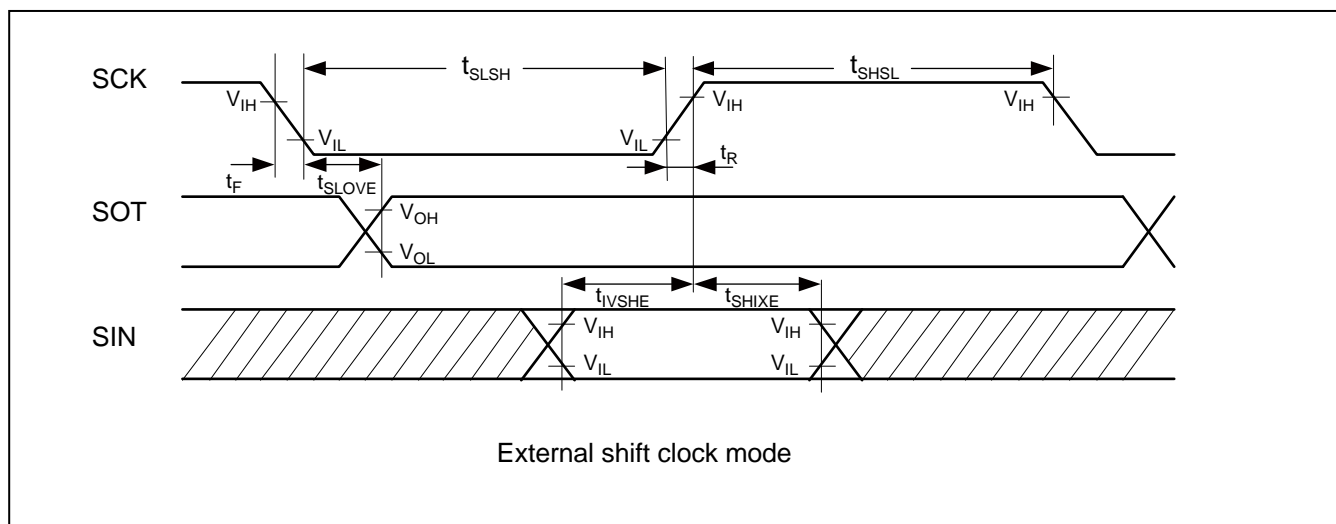 SCK
tSLSH
tSHSL
VIH
VIH
VIH
VIL
VIL
tR
tF
tSLOVE
SOT
VOH
VOL
tIVSHE
tSHIXE
SIN
VIH
VIH
VIL
VIL
External shift clock mode